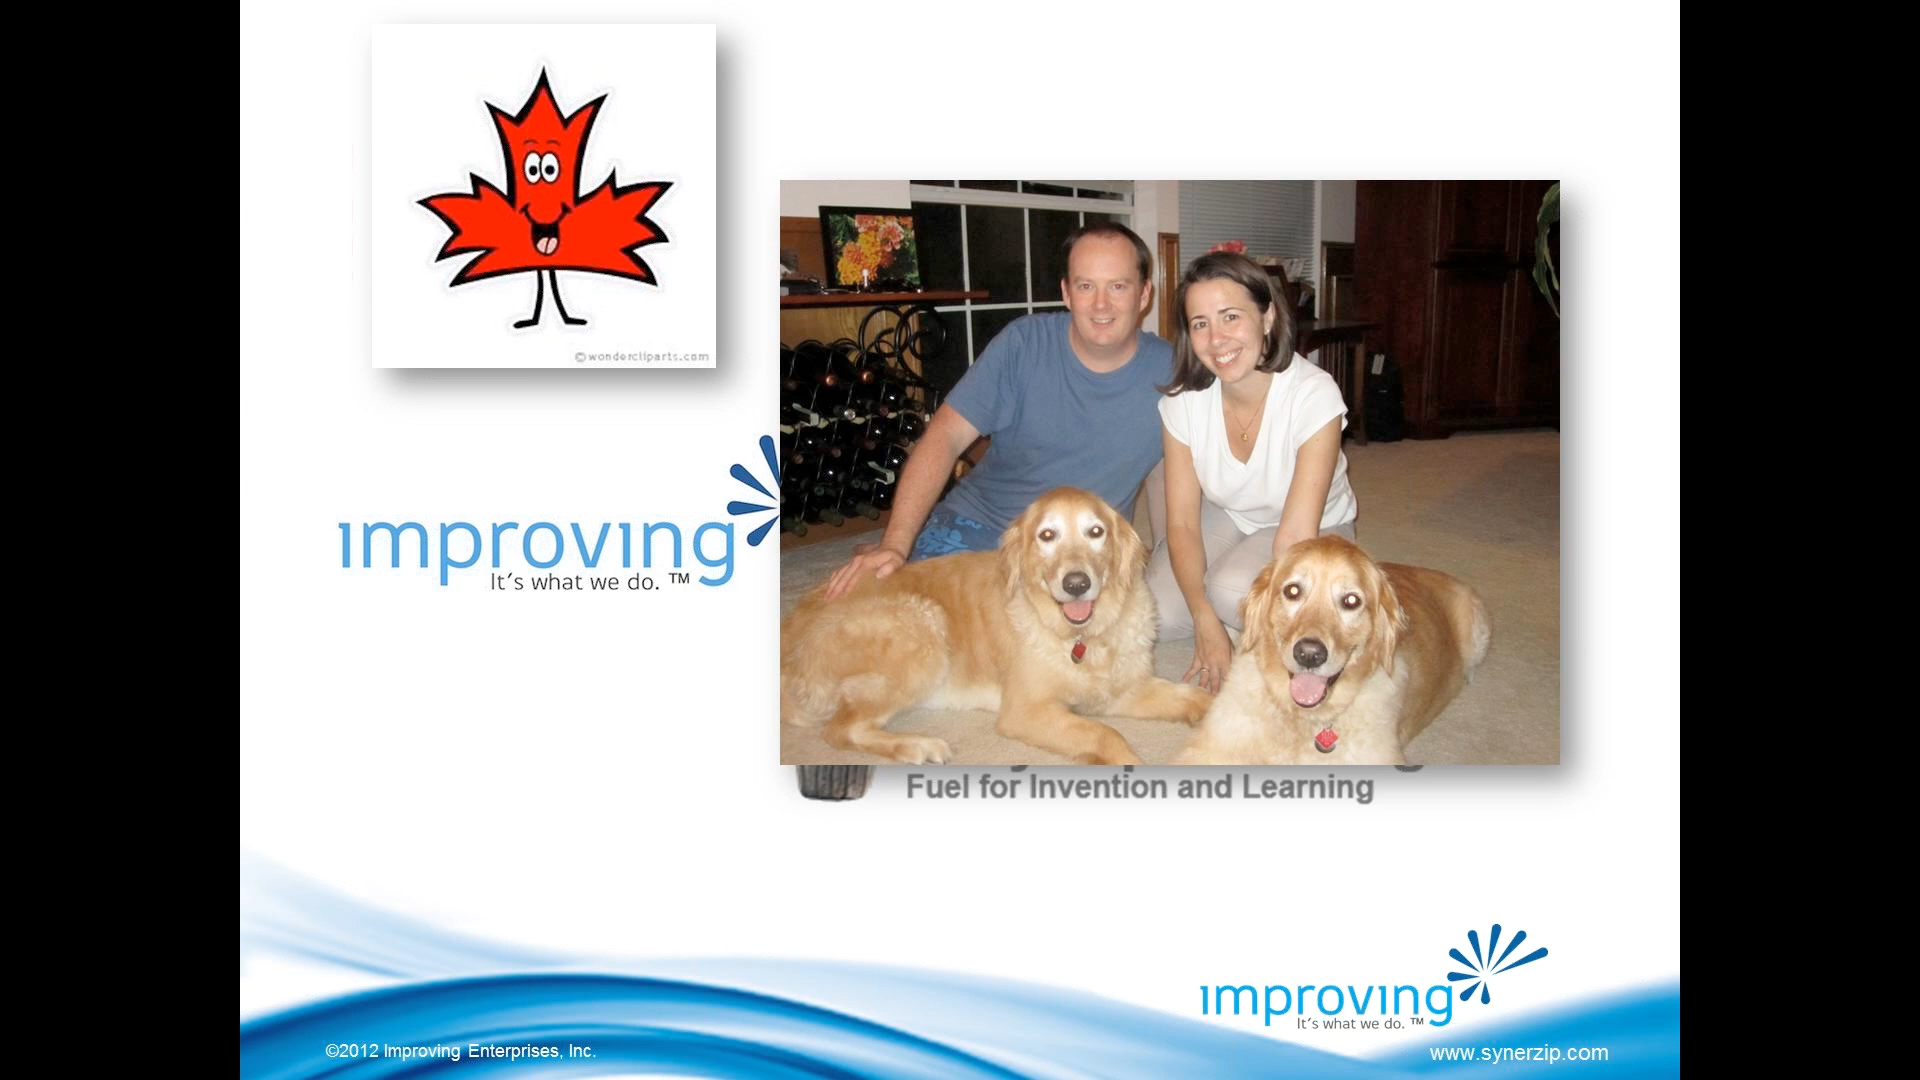 ©wondercliparts.com
improving
It's what we do. ™
Fuel for Invention and Learning
improving
It's what we do. ™
©2012 Improving Enterprises, Inc.
www.synerzip.com